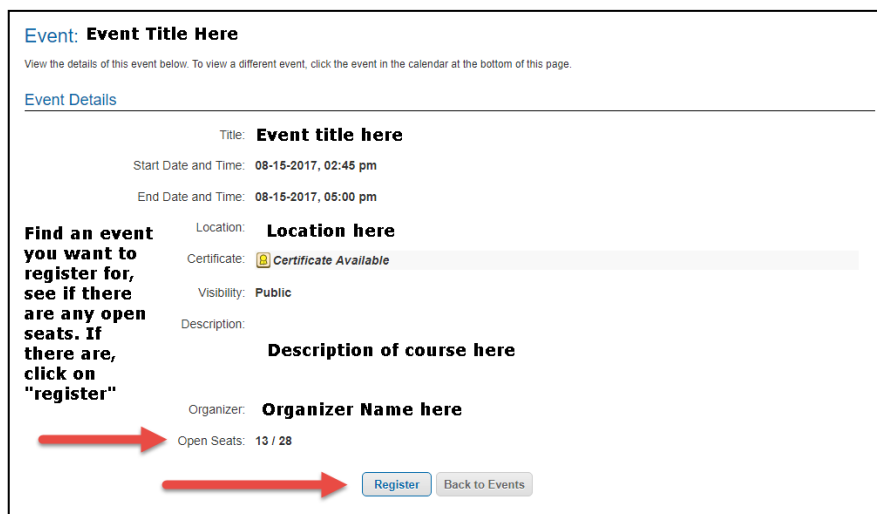 Event: Event Title Here
View the details of this event below. To view a different event, click the event in the calendar at the bottom of this page.
Event Details
Title: Event title here
Start Date and Time: 08-15-2017, 02:45 pm
End Date and Time: 08-15-2017, 05:00 pm
Find an event
you want to
register for,
see if there
are any open
seats. If
there are,
click on
"register"
Location: Location here
Certificate: Certificate Available
Visibility: Public
Description:
Description of course here
Organizer: Organizer Name here
Open Seats: 13 / 28
Register Back to Events